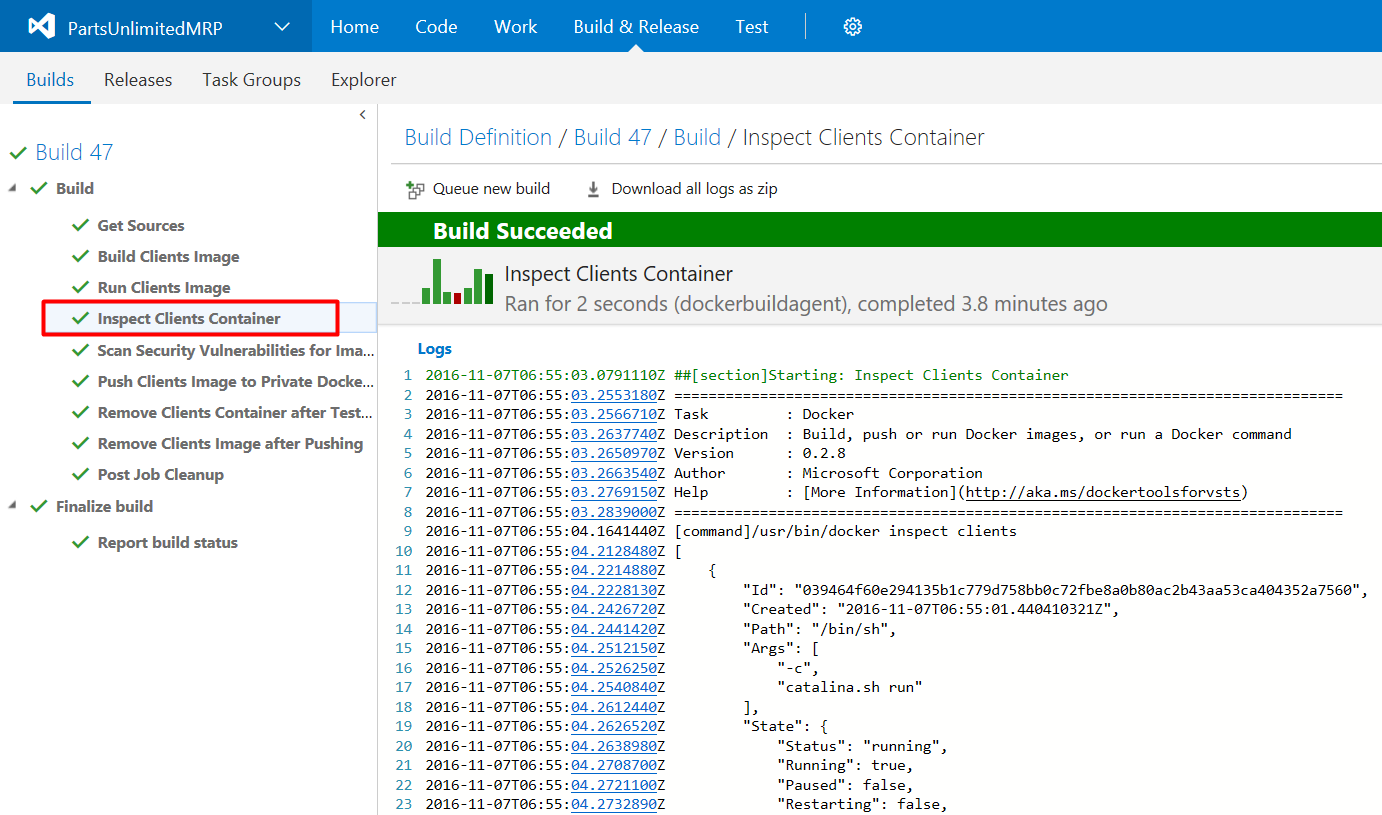 PartsUnlimitedMRP Home Code Work Build & Release Test
Builds Releases Task Groups Explorer
Build 47
Build
Get Sources
Build Clients Image
Run Clients Image
Inspect Clients Container
Scan Security Vulnerabilities for Ima...
Push Clients Image to Private Docke...
Remove Clients Container after Test...
Remove Clients Image after Pushing
Post Job Cleanup
Finalize build
Report build status
Build Definition / Build 47 / Build / Inspect Clients Container
Queue new build Download all logs as zip
Build Succeeded
Inspect Clients Container
Ran for 2 seconds (dockerbuildagent), completed 3.8 minutes ago
Logs
1 2016-11-07T06:55:03.0791110Z ##[section]Starting: Inspect Clients Container
2 2016-11-07T06:55:03.2553180Z ==============================================================================
3 2016-11-07T06:55:03.2566710Z Task         : Docker
4 2016-11-07T06:55:03.2637740Z Description  : Build, push or run Docker images, or run a Docker command
5 2016-11-07T06:55:03.2650970Z Version      : 0.2.8
6 2016-11-07T06:55:03.2663540Z Author       : Microsoft Corporation
7 2016-11-07T06:55:03.2769150Z Help         : [More Information](http://aka.ms/dockertoolsforvsts)
8 2016-11-07T06:55:03.2839000Z ==============================================================================
9 2016-11-07T06:55:04.1641440Z [command]/usr/bin/docker inspect clients
10 2016-11-07T06:55:04.2128480Z [
11 2016-11-07T06:55:04.2214880Z     {
12 2016-11-07T06:55:04.2228130Z         "Id": "039464f60e294135b1c779d758bb0c72fbe8a0b80ac2b43aa53ca404352a7560",
13 2016-11-07T06:55:04.2426720Z         "Created": "2016-11-07T06:55:01.440410321Z",
14 2016-11-07T06:55:04.2441420Z         "Path": "/bin/sh",
15 2016-11-07T06:55:04.2512150Z         "Args": [
16 2016-11-07T06:55:04.2526250Z             "-c",
17 2016-11-07T06:55:04.2540840Z             "catalina.sh run"
18 2016-11-07T06:55:04.2612440Z         ],
19 2016-11-07T06:55:04.2626520Z         "State": {
20 2016-11-07T06:55:04.2638980Z             "Status": "running",
21 2016-11-07T06:55:04.2708700Z             "Running": true,
22 2016-11-07T06:55:04.2721100Z             "Paused": false,
23 2016-11-07T06:55:04.2732890Z             "Restarting": false,